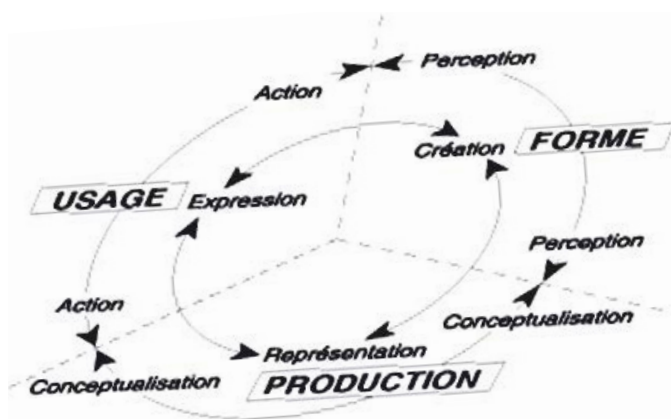 Perception
Action
Création
FORME
USAGE
Expression
Perception
Action
Conceptualisation
Représentation
Conceptualisation
PRODUCTION